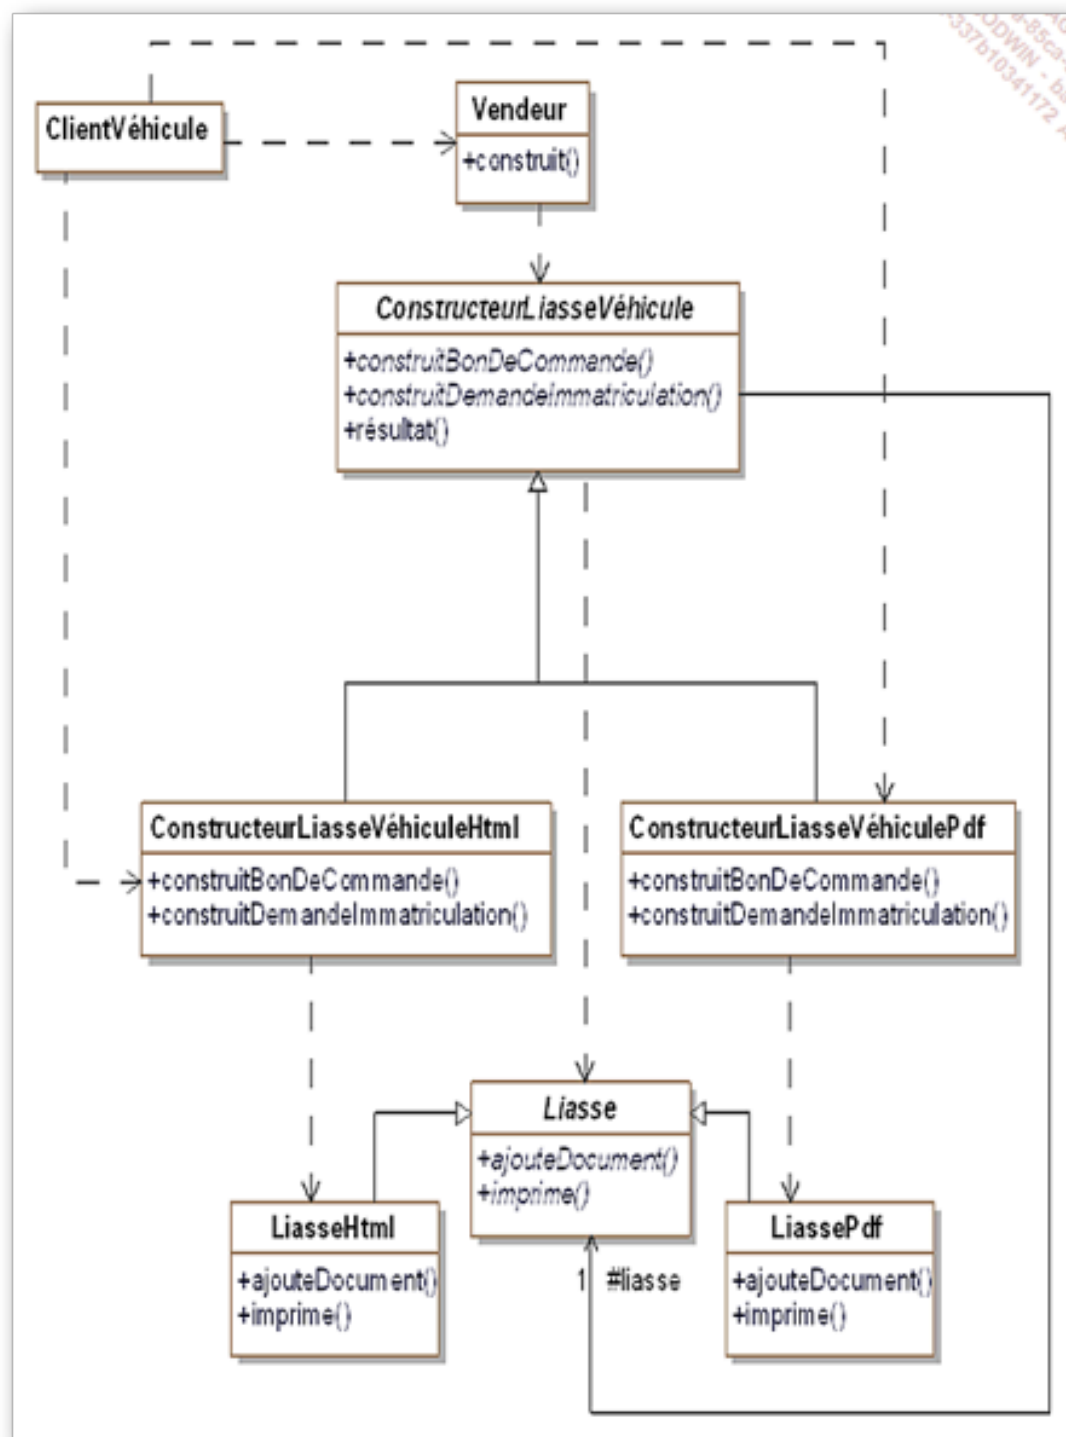 ClientVéhicule
Vendeur
+construit()
ConstructeurLiasseVéhicule
+construitBonDeCommande()
+construitDemandeImmatriculation()
+résultat()
ConstructeurLiasseVéhiculeHtml
+construitBonDeCommande()
+construitDemandeImmatriculation()
ConstructeurLiasseVéhiculePdf
+construitBonDeCommande()
+construitDemandeImmatriculation()
Liasse
+ajouteDocument()
+imprime()
LiasseHtml
+ajouteDocument()
+imprime()
LiassePdf
+ajouteDocument()
+imprime()
1 #liasse